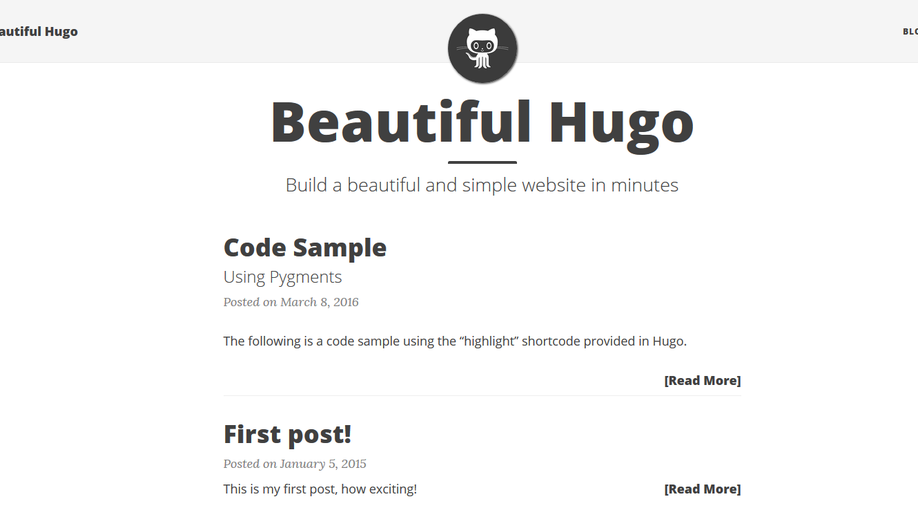 autiful Hugo
BLO
Beautiful Hugo
Build a beautiful and simple website in minutes
Code Sample
Using Pygments
Posted on March 8, 2016
The following is a code sample using the “highlight” shortcode provided in Hugo.
[Read More]
First post!
Posted on January 5, 2015
This is my first post, how exciting! [Read More]